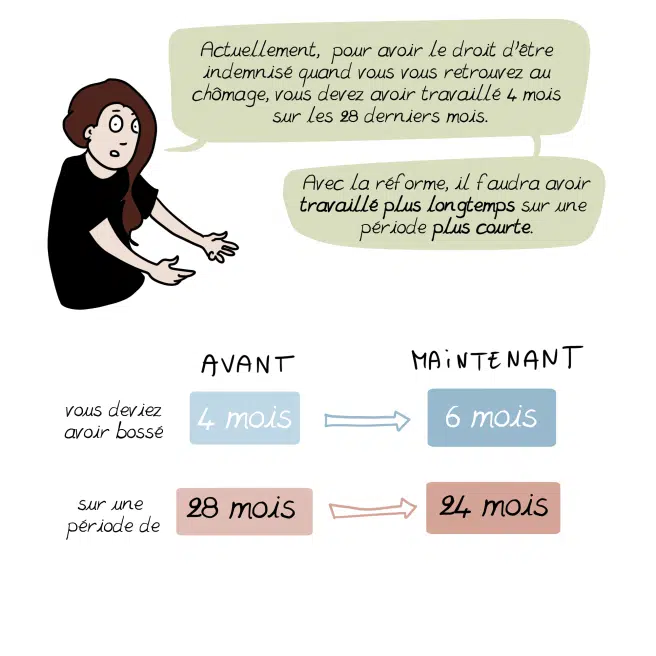 Actuellement, pour avoir le droit d'être
indemnisé quand vous vous retrouvez au
chômage, vous devez avoir travaillé 4 mois
sur les 28 derniers mois.
Avec la réforme, il faudra avoir
travaillé plus longtemps sur une
période plus courte.
AVANT
MAiNTENANT
vous deviez
avoir bossé
4 mois
6 mois
sur une
période de
28 mois
24 mois